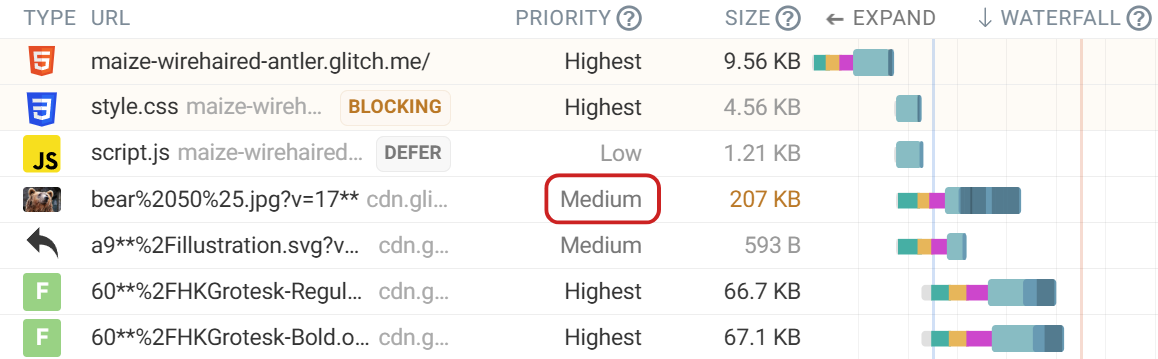 TYPE URL PRIORITY ? SIZE ? ← EXPAND ↓ WATERFALL ?
5 maize-wirehaired-antler.glitch.me/ Highest 9.56 KB
3 style.css maize-wireh... BLOCKING Highest 4.56 KB
JS script.js maize-wirehaired... DEFER Low 1.21 KB
bear%2050%25.jpg?v=17** cdn.gli... Medium 207 KB
a9**%2Fillustration.svg?v... cdn.g... Medium 593 B
F 60**%2FHKGrotesk-Regul... cdn.g... Highest 66.7 KB
F 60**%2FHKGrotesk-Bold.o... cdn.g... Highest 67.1 KB